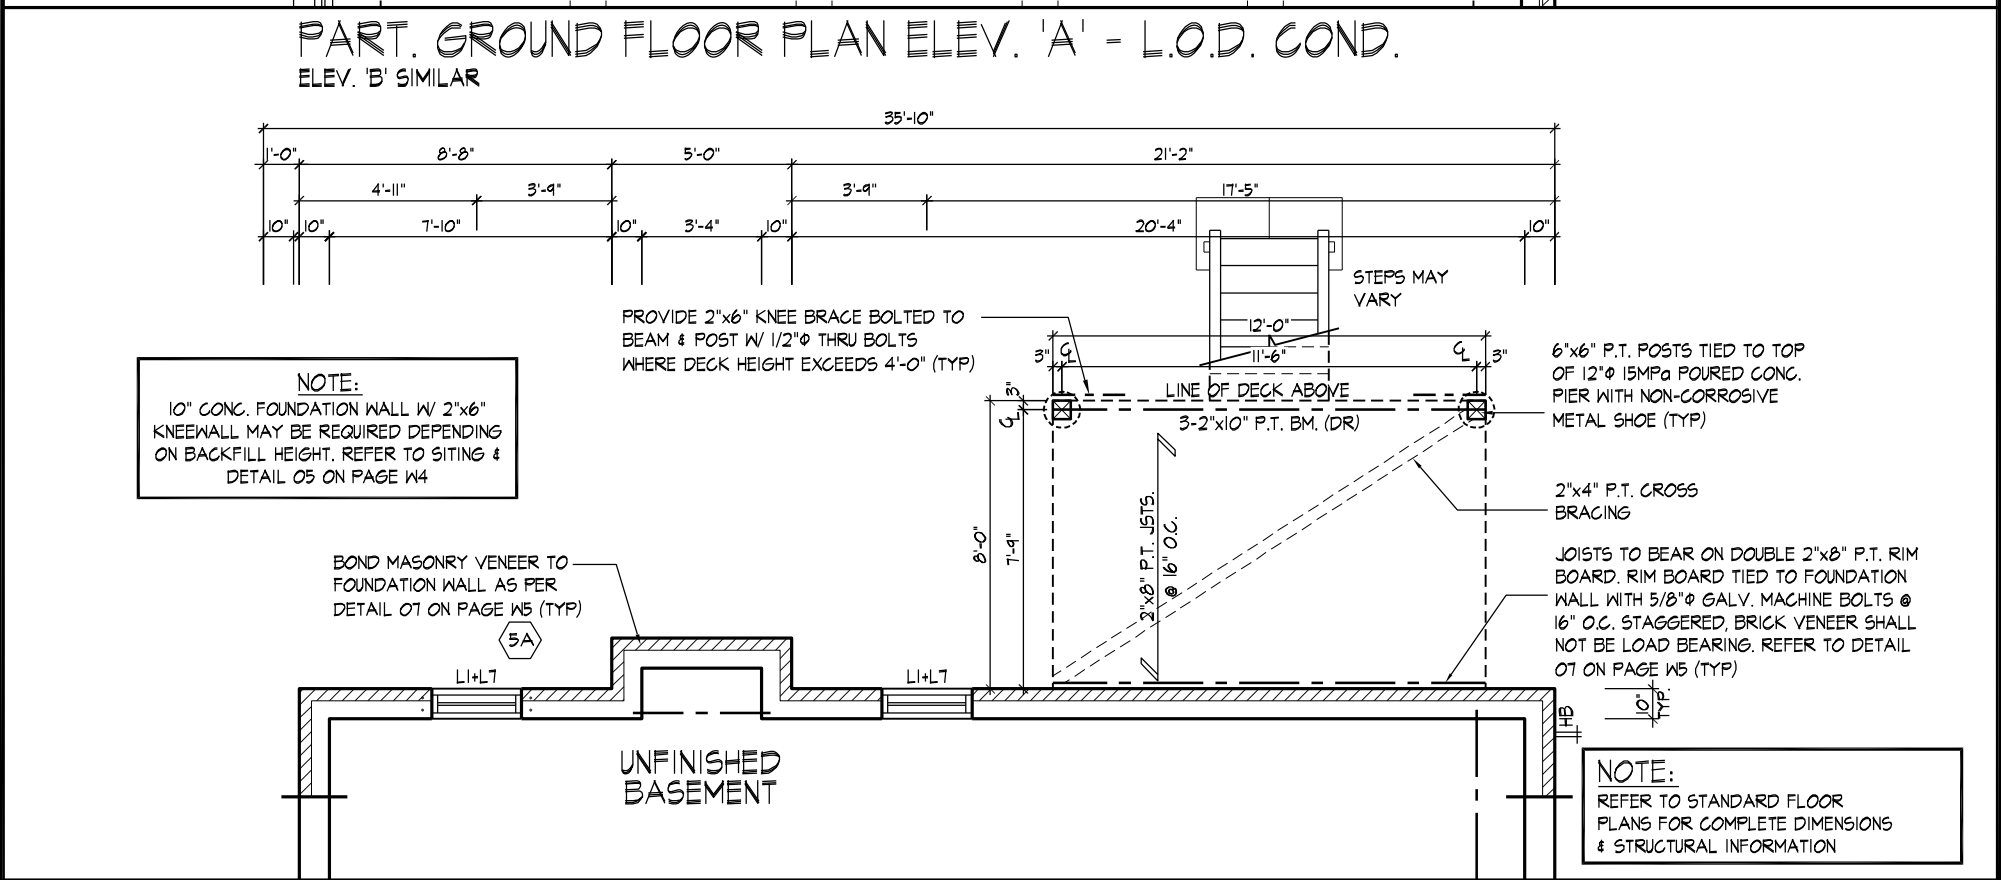 PART. GROUND FLOOR PLAN ELEV. 'A' - L.O.D. COND.
ELEV. 'B' SIMILAR
35'-10"
1'-0"
8'-8"
5'-0"
21'-2"
4'-11"
3'-9"
3'-9"
17'-5"
10"
10"
7'-10"
10"
3'-4"
10"
20'-4"
10"
STEPS MAY
VARY
PROVIDE 2"x6" KNEE BRACE BOLTED TO
BEAM & POST W/ 1/2"Φ THRU BOLTS
WHERE DECK HEIGHT EXCEEDS 4'-0" (TYP)
12'-0"
3"
CL
11'-6"
CL
3"
6"x6" P.T. POSTS TIED TO TOP
OF 12"Φ 15MPa POURED CONC.
PIER WITH NON-CORROSIVE
METAL SHOE (TYP)
NOTE:
10" CONC. FOUNDATION WALL W/ 2"x6"
KNEEWALL MAY BE REQUIRED DEPENDING
ON BACKFILL HEIGHT. REFER TO SITING &
DETAIL 05 ON PAGE W4
3"
CL
LINE OF DECK ABOVE
3-2"x10" P.T. BM. (DR)
2"x4" P.T. CROSS
BRACING
8'-0"
7'-9"
2"x8" P.T. JSTS.
@ 16" O.C.
BOND MASONRY VENEER TO
FOUNDATION WALL AS PER
DETAIL 07 ON PAGE W5 (TYP)
5A
JOISTS TO BEAR ON DOUBLE 2"x8" P.T. RIM
BOARD. RIM BOARD TIED TO FOUNDATION
WALL WITH 5/8"Φ GALV. MACHINE BOLTS @
16" O.C. STAGGERED, BRICK VENEER SHALL
NOT BE LOAD BEARING. REFER TO DETAIL
07 ON PAGE W5 (TYP)
L1+L7
L1+L7
10"
TYP.
HB
UNFINISHED
BASEMENT
NOTE:
REFER TO STANDARD FLOOR
PLANS FOR COMPLETE DIMENSIONS
& STRUCTURAL INFORMATION